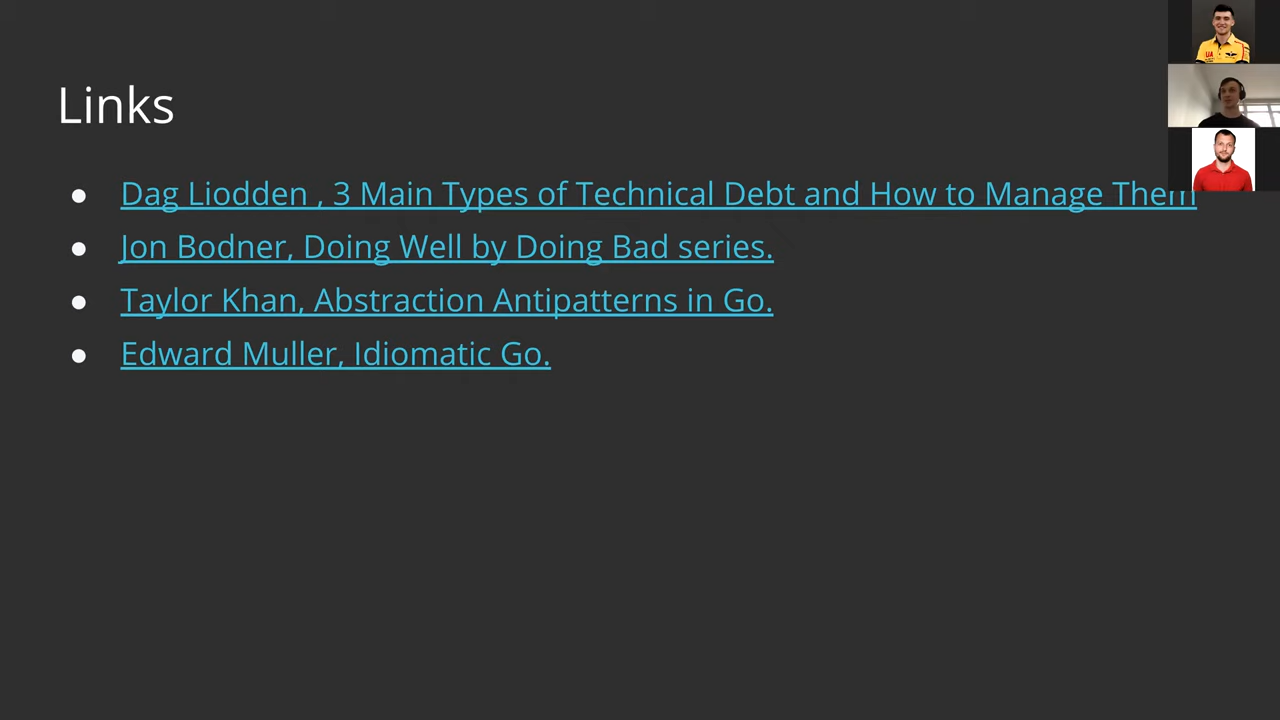 Links
Dag Liodden , 3 Main Types of Technical Debt and How to Manage Them
Jon Bodner, Doing Well by Doing Bad series.
Taylor Khan, Abstraction Antipatterns in Go.
Edward Muller, Idiomatic Go.
UA